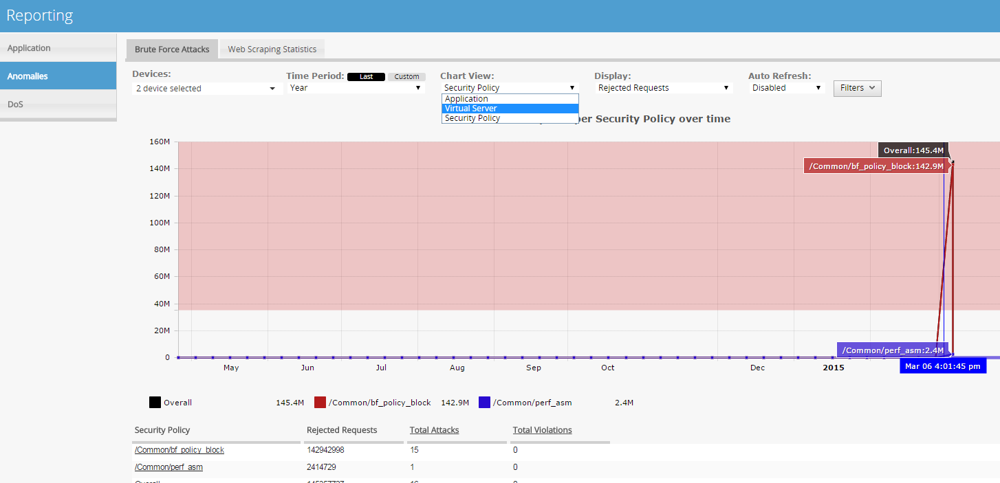 Reporting
Application
Anomalies
DoS
Brute Force Attacks Web Scraping Statistics
Devices: Time Period: Last Custom Chart View: Display: Auto Refresh:
2 device selected Year Security Policy Rejected Requests Disabled Filters
Application
Virtual Server
Security Policy
per Security Policy over time
160M
Overall:145.4M
140M /Common/bf_policy_block:142.9M
120M
100M
80M
60M
40M
20M
/Common/perf_asm:2.4M
0
May Jun Jul Aug Sep Oct Dec 2015 Mar 06 4:01:45 pm
Overall 145.4M /Common/bf_policy_block 142.9M /Common/perf_asm 2.4M
Security Policy Rejected Requests Total Attacks Total Violations
/Common/bf_policy_block 142942998 15 0
/Common/perf_asm 2414729 1 0